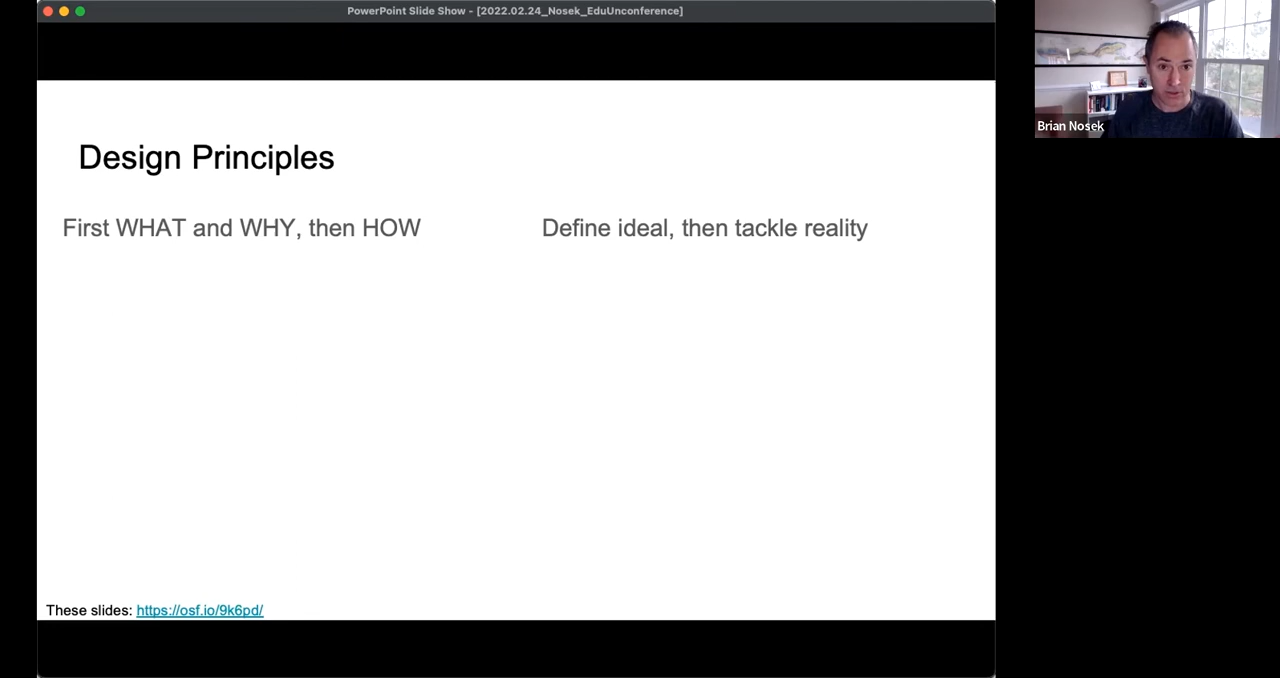 PowerPoint Slide Show - [2022.02.24_Nosek_EduUnconference]
Brian Nosek
Design Principles
First WHAT and WHY, then HOW
Define ideal, then tackle reality
These slides: https://osf.io/9k6pd/